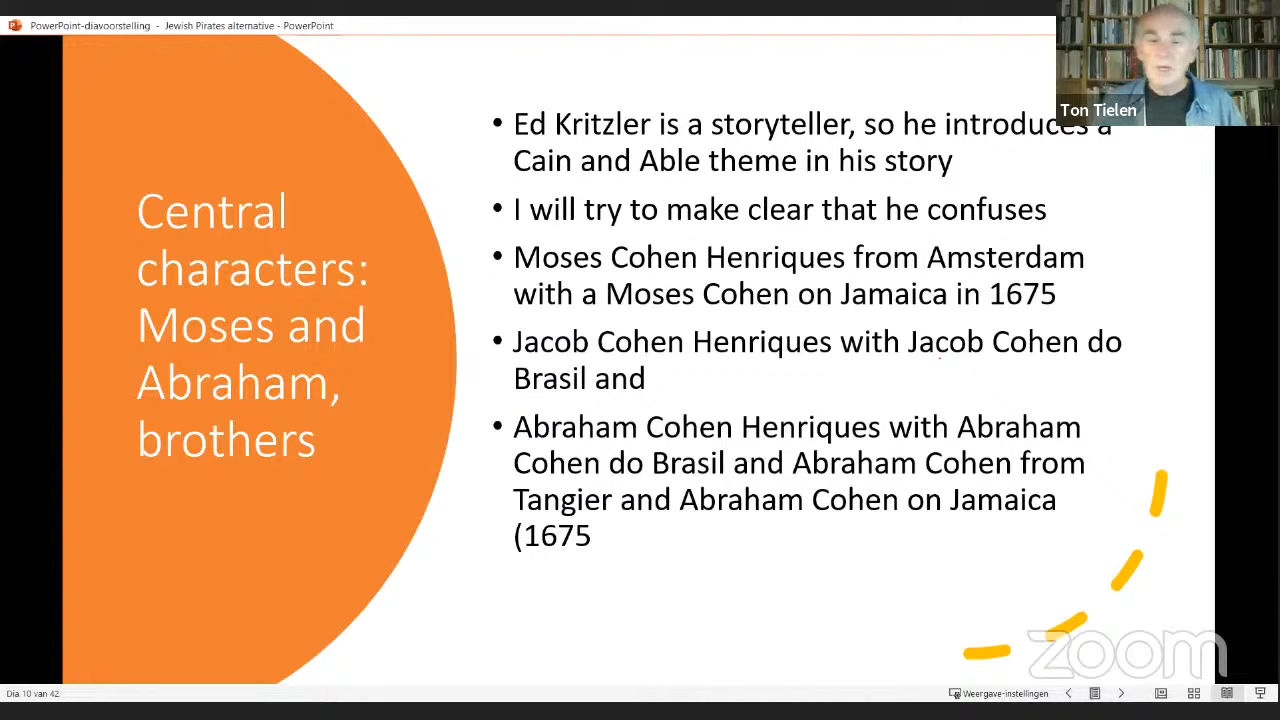 PowerPoint-diavoorstelling - Jewish Pirates alternative - PowerPoint
Ton Tielen
Central
characters:
Moses and
Abraham,
brothers
• Ed Kritzler is a storyteller, so he introduces a
Cain and Able theme in his story
• I will try to make clear that he confuses
• Moses Cohen Henriques from Amsterdam
with a Moses Cohen on Jamaica in 1675
• Jacob Cohen Henriques with Jacob Cohen do
Brasil and
• Abraham Cohen Henriques with Abraham
Cohen do Brasil and Abraham Cohen from
Tangier and Abraham Cohen on Jamaica
(1675
zoom
Dia 10 van 42
Weergave-instellingen